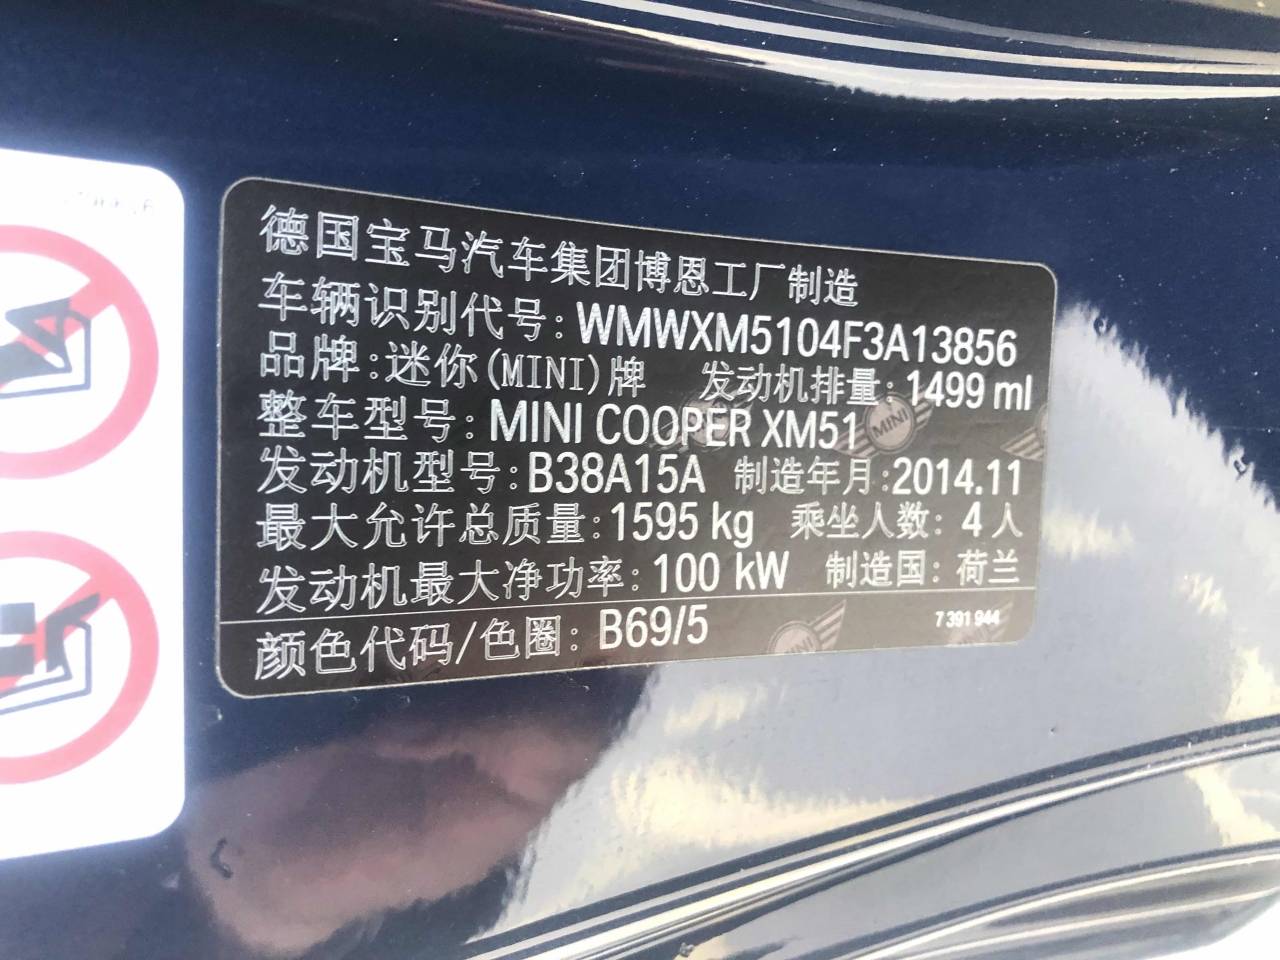 德国宝马汽车集团博恩工厂制造
车辆识别代号:WMWXM5104F3A13856
品牌:迷你(MINI)牌 发动机排量:1499 ml
整车型号:MINI COOPER XM51
发动机型号:B38A15A 制造年月:2014.11
最大允许总质量:1595 kg 乘坐人数: 4 人
发动机最大净功率: 100 kW 制造国: 荷兰
颜色代码/色圈: B69/5
7 391 944
MINI
MINI